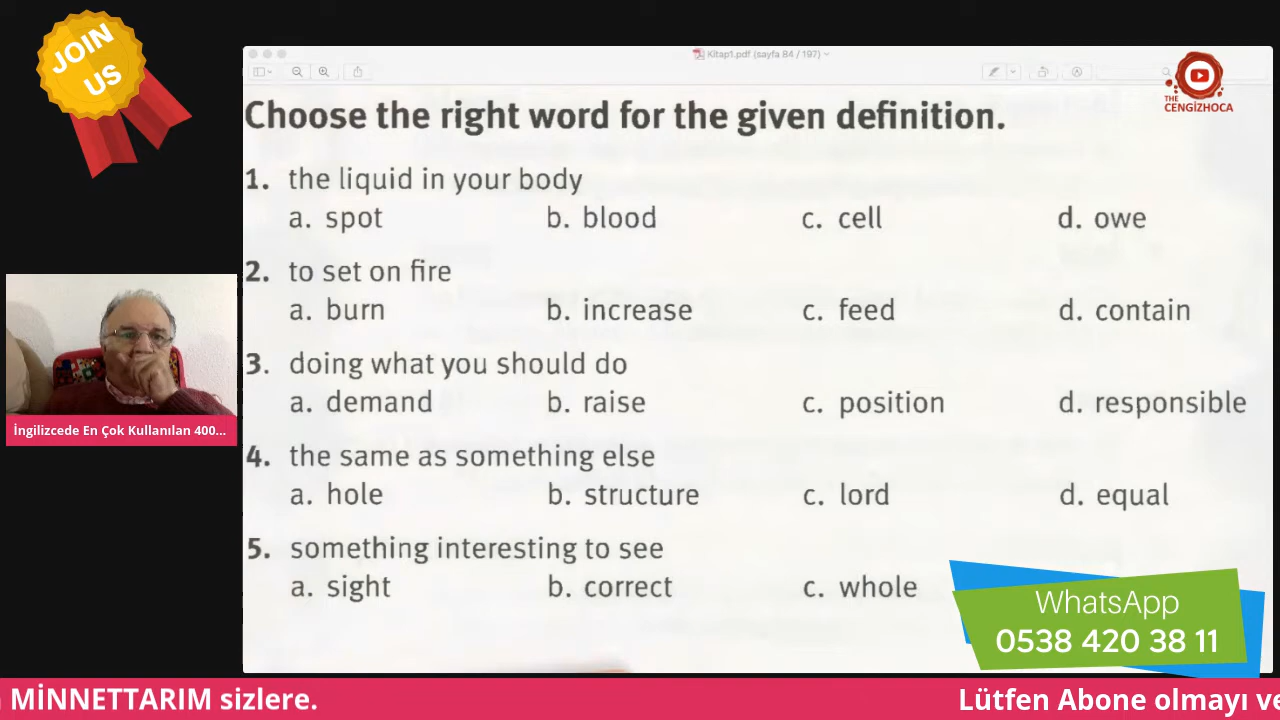 JOIN
US
Kitap1.pdf (sayfa 84 / 197)
THE
CENGİZHOCA
Choose the right word for the given definition.
1. the liquid in your body
a. spot b. blood c. cell d. owe
2. to set on fire
a. burn b. increase c. feed d. contain
3. doing what you should do
a. demand b. raise c. position d. responsible
4. the same as something else
a. hole b. structure c. lord d. equal
5. something interesting to see
a. sight b. correct c. whole
İngilizcede En Çok Kullanılan 400...
WhatsApp
0538 420 38 11
MİNNETTARIM sizlere. Lütfen Abone olmayı ve